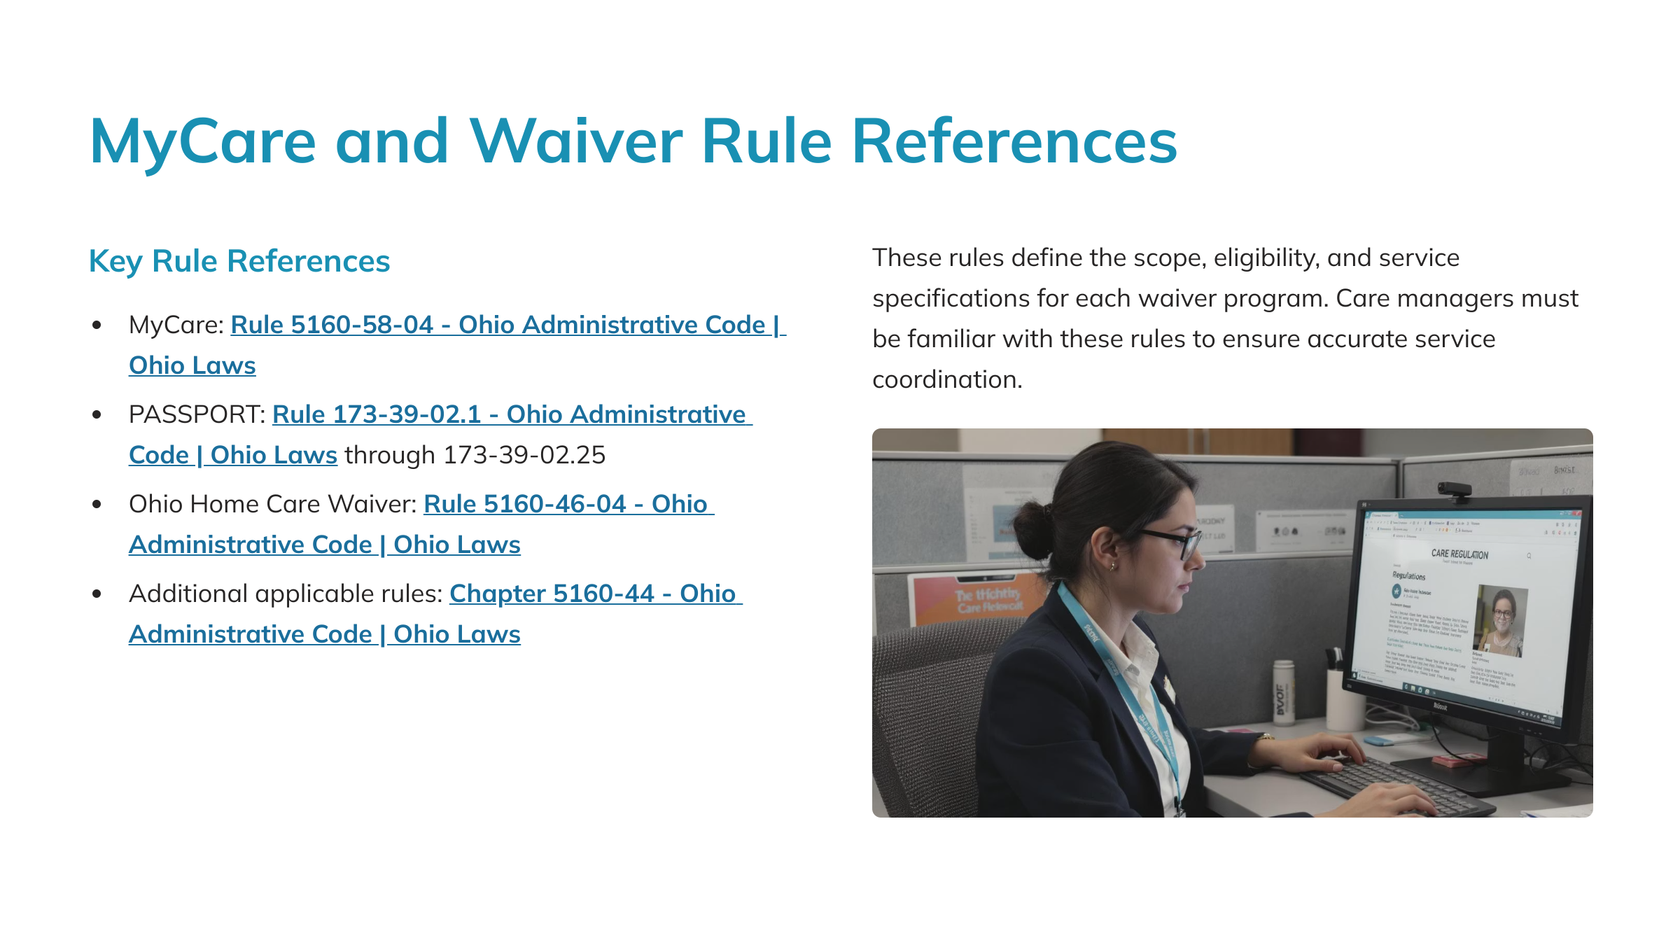 MyCare and Waiver Rule References
Key Rule References
• MyCare: Rule 5160-58-04 - Ohio Administrative Code |
Ohio Laws
• PASSPORT: Rule 173-39-02.1 - Ohio Administrative
Code | Ohio Laws through 173-39-02.25
• Ohio Home Care Waiver: Rule 5160-46-04 - Ohio
Administrative Code | Ohio Laws
• Additional applicable rules: Chapter 5160-44 - Ohio
Administrative Code | Ohio Laws
These rules define the scope, eligibility, and service
specifications for each waiver program. Care managers must
be familiar with these rules to ensure accurate service
coordination.
CARE REGULATION
Regulations